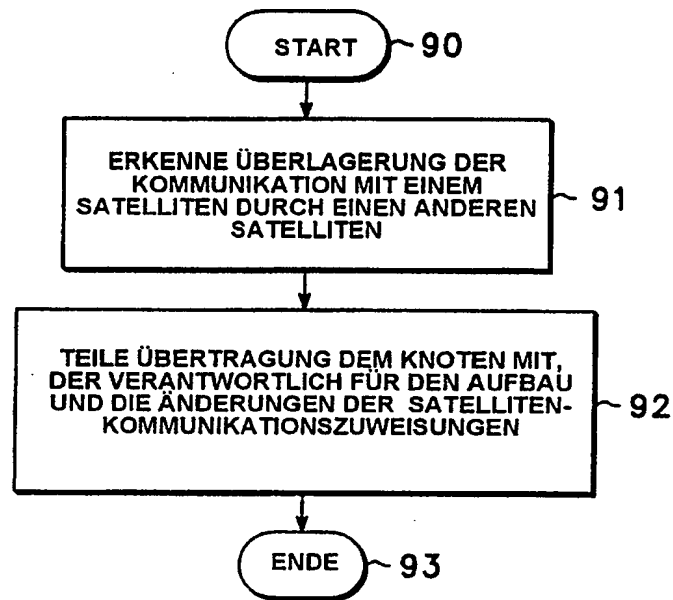 START
90
ERKENNE ÜBERLAGERUNG DER
KOMMUNIKATION MIT EINEM
SATELLITEN DURCH EINEN ANDEREN
SATELLITEN
91
TEILE ÜBERTRAGUNG DEM KNOTEN MIT,
DER VERANTWORTLICH FÜR DEN AUFBAU
UND DIE ÄNDERUNGEN DER SATELLITEN-
KOMMUNIKATIONSZUWEISUNGEN
92
ENDE
93